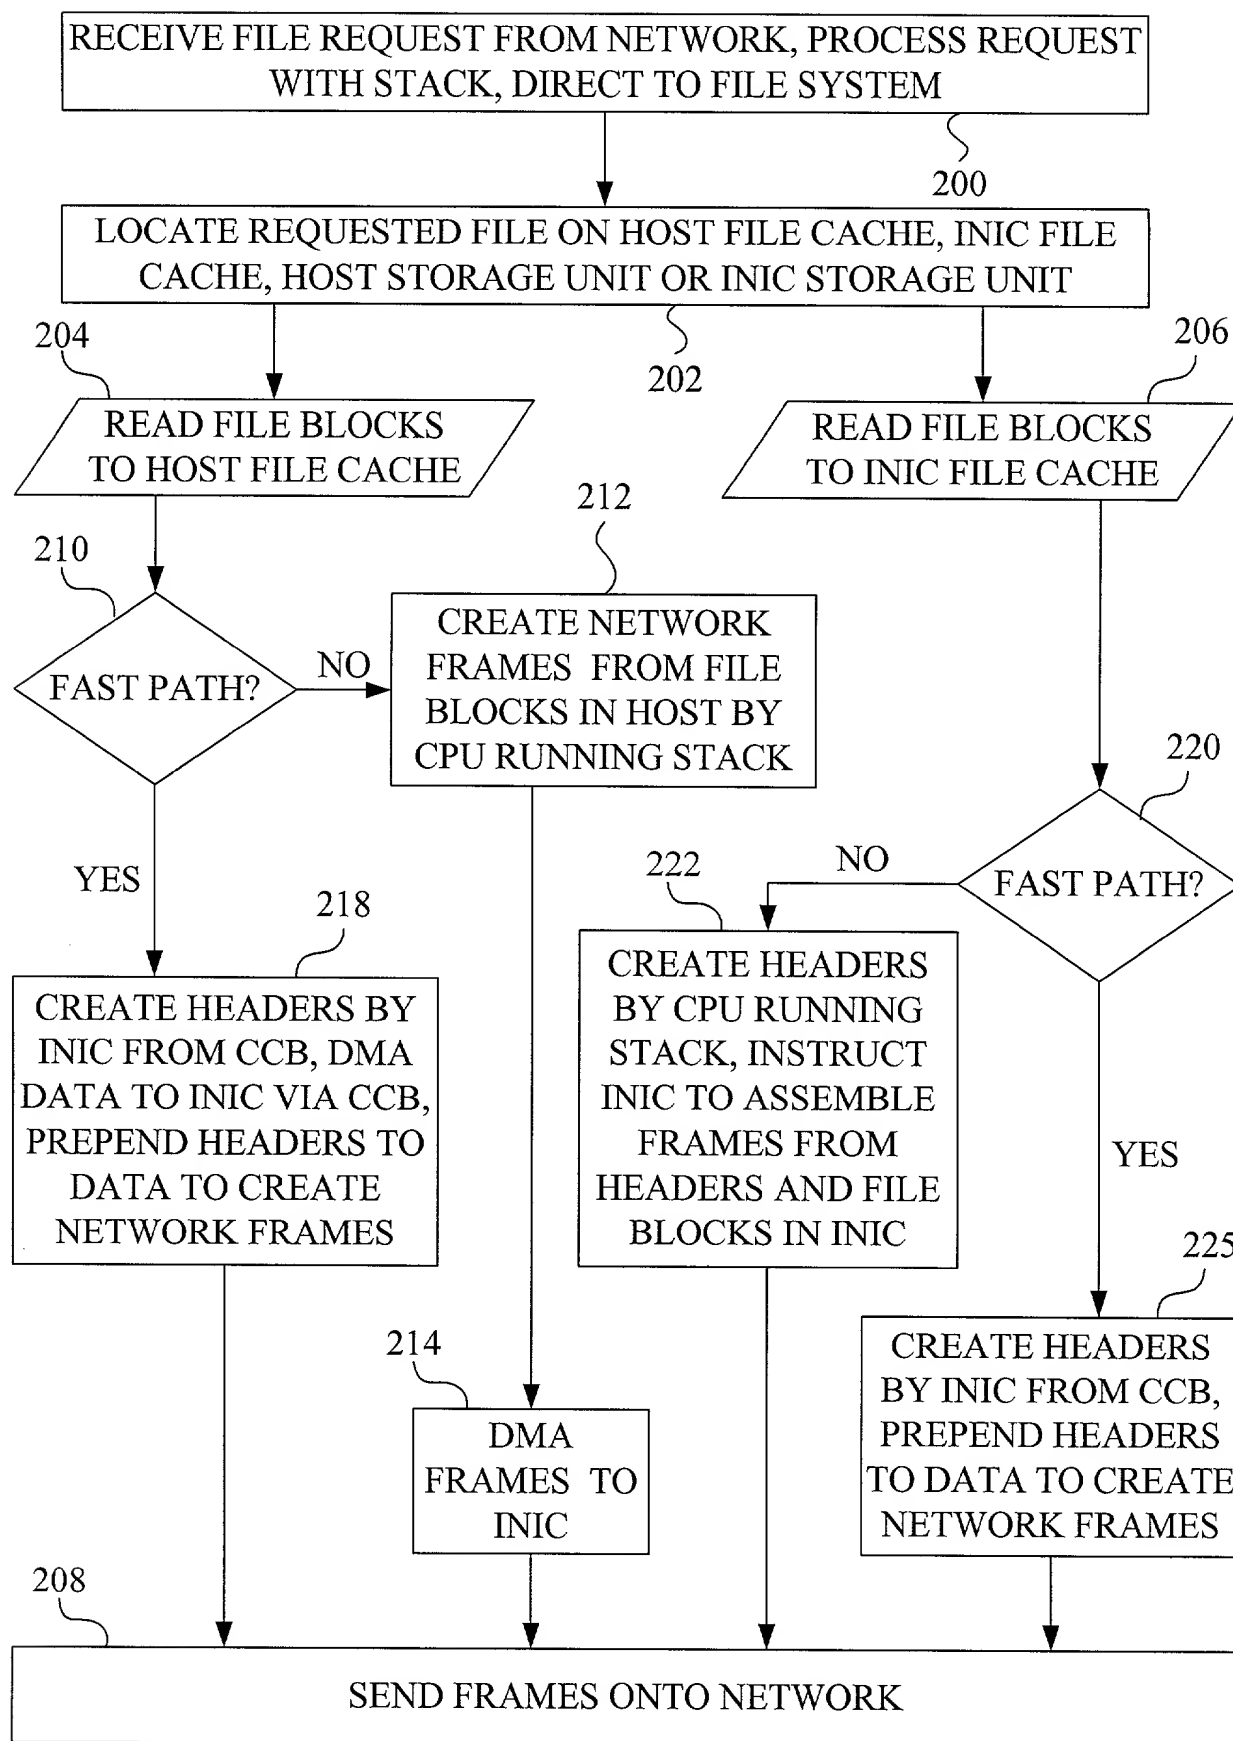 RECEIVE FILE REQUEST FROM NETWORK, PROCESS REQUEST
WITH STACK, DIRECT TO FILE SYSTEM
200
LOCATE REQUESTED FILE ON HOST FILE CACHE, INIC FILE
CACHE, HOST STORAGE UNIT OR INIC STORAGE UNIT
202
204
READ FILE BLOCKS
TO HOST FILE CACHE
206
READ FILE BLOCKS
TO INIC FILE CACHE
210
FAST PATH?
NO
212
CREATE NETWORK
FRAMES FROM FILE
BLOCKS IN HOST BY
CPU RUNNING STACK
220
FAST PATH?
YES
NO
218
CREATE HEADERS BY
INIC FROM CCB, DMA
DATA TO INIC VIA CCB,
PREPEND HEADERS TO
DATA TO CREATE
NETWORK FRAMES
222
CREATE HEADERS
BY CPU RUNNING
STACK, INSTRUCT
INIC TO ASSEMBLE
FRAMES FROM
HEADERS AND FILE
BLOCKS IN INIC
YES
225
CREATE HEADERS
BY INIC FROM CCB,
PREPEND HEADERS
TO DATA TO CREATE
NETWORK FRAMES
214
DMA
FRAMES TO
INIC
208
SEND FRAMES ONTO NETWORK